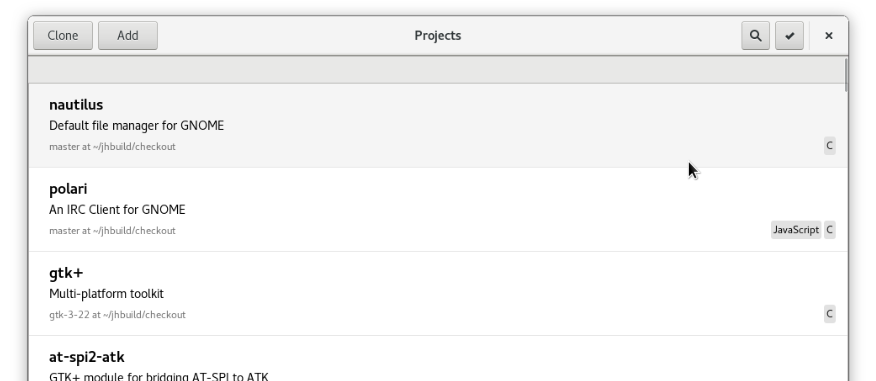 Clone Add Projects
nautilus
Default file manager for GNOME
master at ~/jhbuild/checkout C
polari
An IRC Client for GNOME
master at ~/jhbuild/checkout JavaScript C
gtk+
Multi-platform toolkit
gtk-3-22 at ~/jhbuild/checkout C
at-spi2-atk
GTK+ module for bridging AT-SPI to ATK